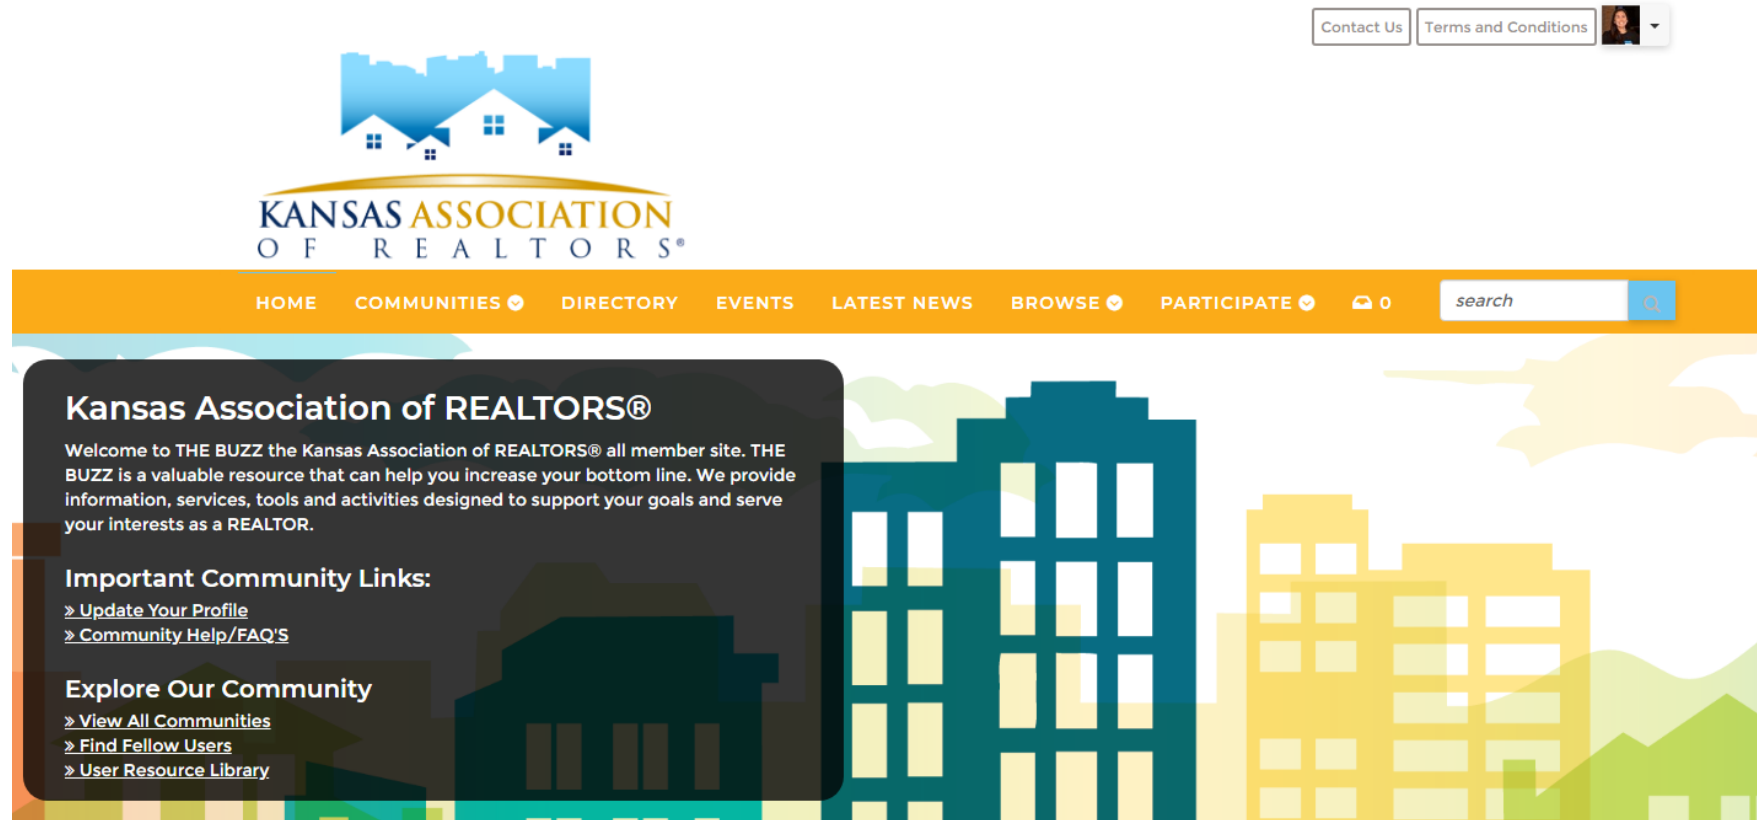 Contact Us
Terms and Conditions
KANSAS ASSOCIATION
OF REALTORS®
HOME
COMMUNITIES
DIRECTORY
EVENTS
LATEST NEWS
BROWSE
PARTICIPATE
0
search
Kansas Association of REALTORS®
Welcome to THE BUZZ the Kansas Association of REALTORS® all member site. THE
BUZZ is a valuable resource that can help you increase your bottom line. We provide
information, services, tools and activities designed to support your goals and serve
your interests as a REALTOR.
Important Community Links:
» Update Your Profile
» Community Help/FAQ'S
Explore Our Community
» View All Communities
» Find Fellow Users
» User Resource Library